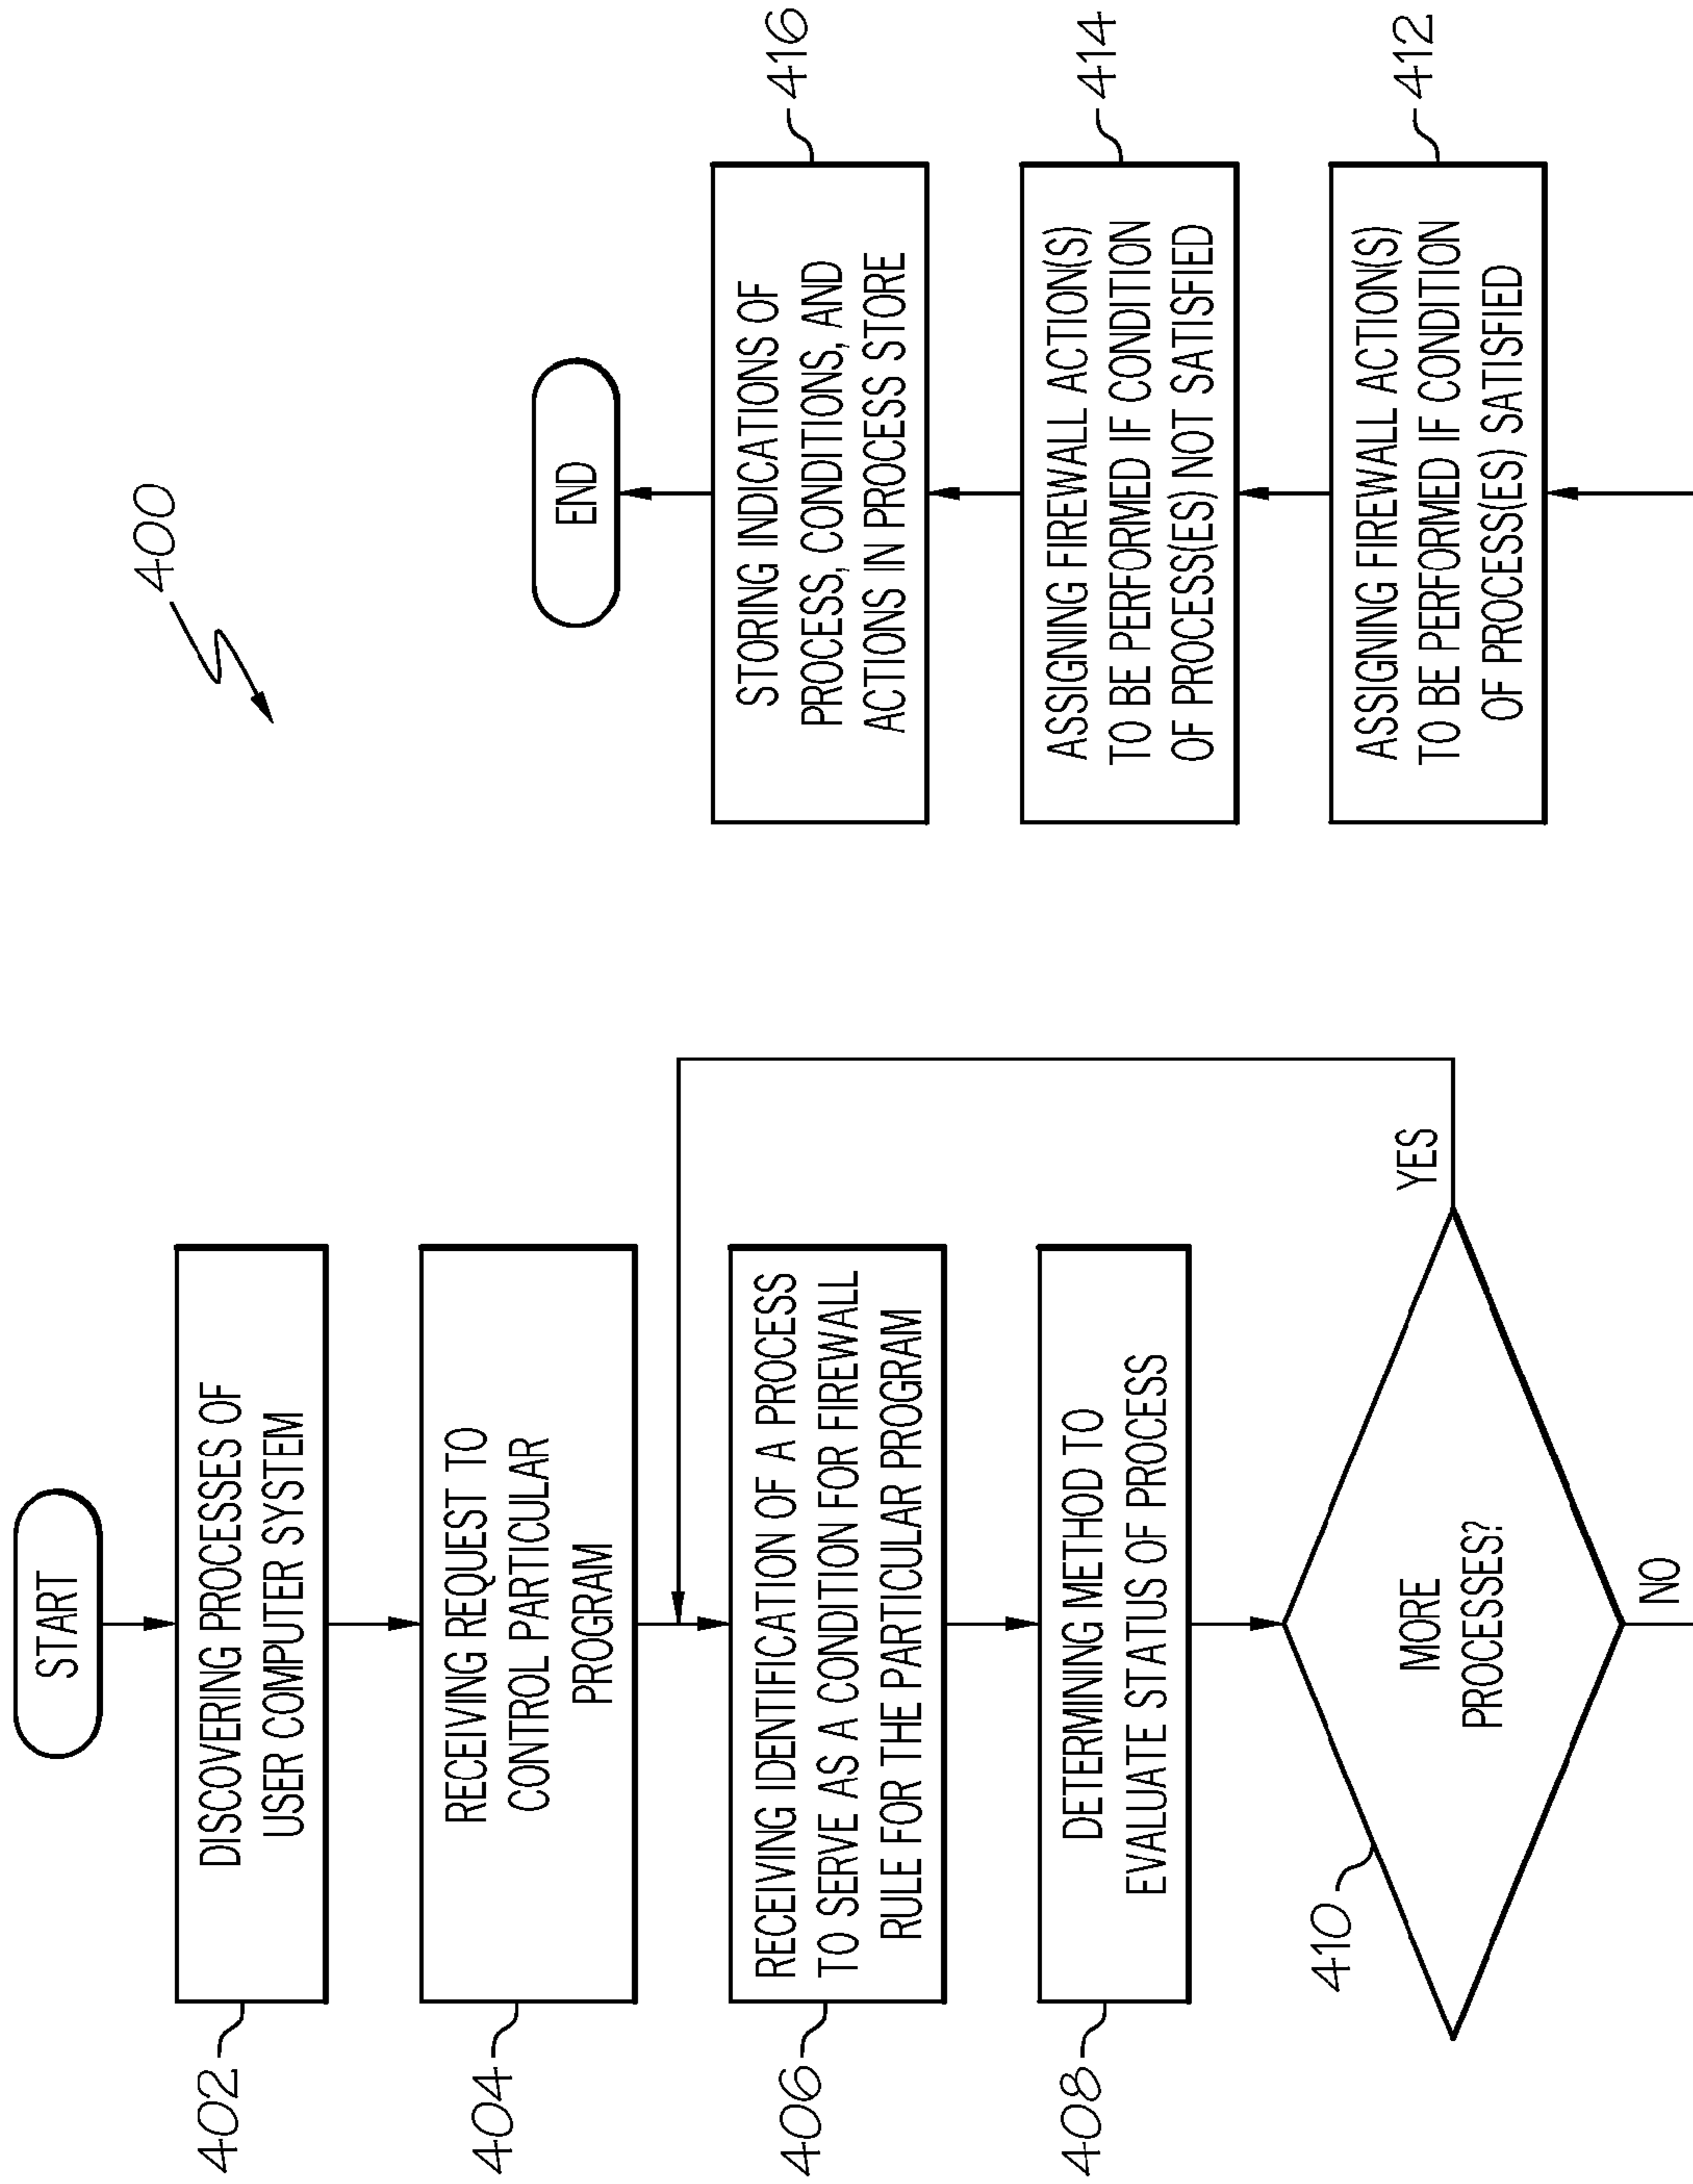 400
START
402
DISCOVERING PROCESSES OF
USER COMPUTER SYSTEM
404
RECEIVING REQUEST TO
CONTROL PARTICULAR
PROGRAM
406
RECEIVING IDENTIFICATION OF A PROCESS
TO SERVE AS A CONDITION FOR FIREWALL
RULE FOR THE PARTICULAR PROGRAM
408
DETERMINING METHOD TO
EVALUATE STATUS OF PROCESS
410
MORE
PROCESSES?
YES
NO
412
ASSIGNING FIREWALL ACTION(S)
TO BE PERFORMED IF CONDITION
OF PROCESS(ES) SATISFIED
414
ASSIGNING FIREWALL ACTION(S)
TO BE PERFORMED IF CONDITION
OF PROCESS(ES) NOT SATISFIED
416
STORING INDICATIONS OF
PROCESS, CONDITIONS, AND
ACTIONS IN PROCESS STORE
END